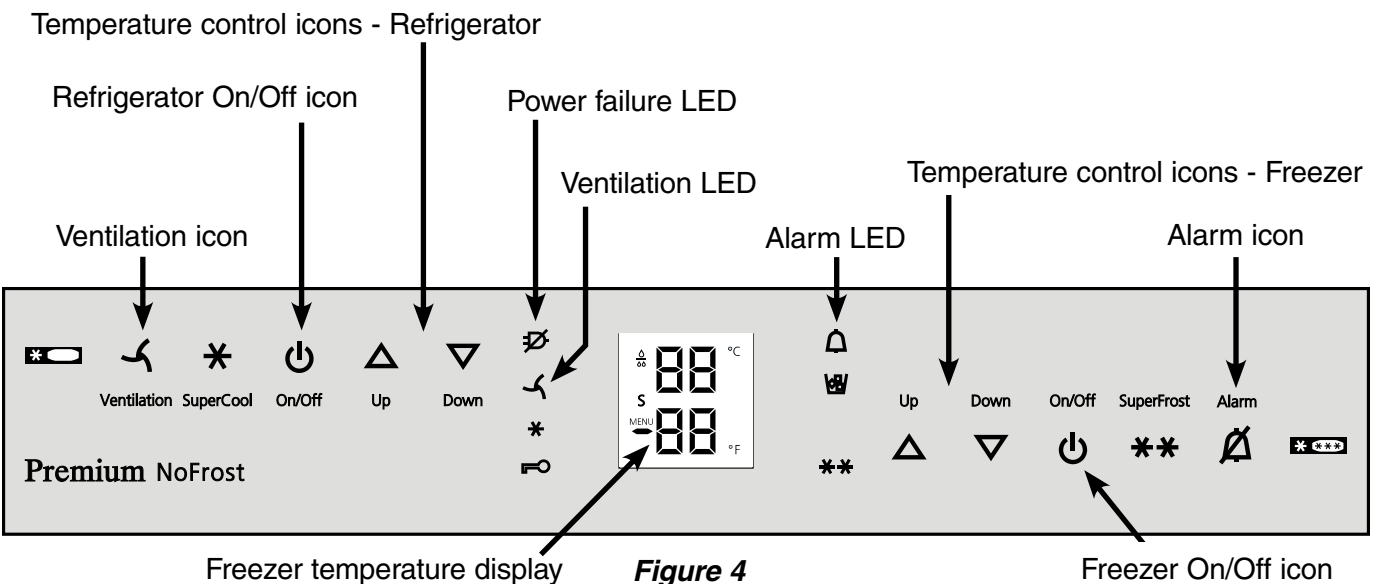 Temperature control icons - Refrigerator
Refrigerator On/Off icon
Power failure LED
Ventilation LED
Temperature control icons - Freezer
Ventilation icon
Alarm LED
Alarm icon
88 °C
Ventilation SuperCool On/Off Up Down
S
Up Down On/Off SuperFrost Alarm
MENU
88 °F
Premium NoFrost
Freezer temperature display
Figure 4
Freezer On/Off icon